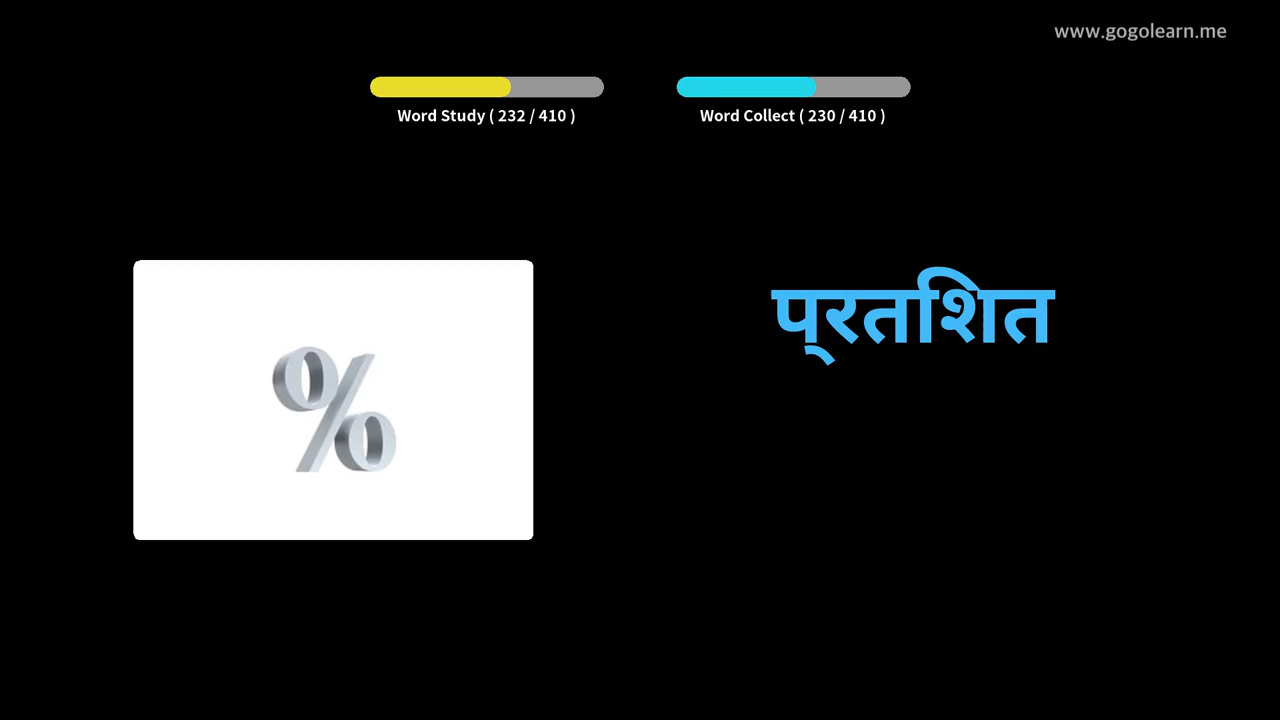 www.gogolearn.me
Word Study ( 232 / 410 )
Word Collect ( 230 / 410 )
प्रतिशत
%